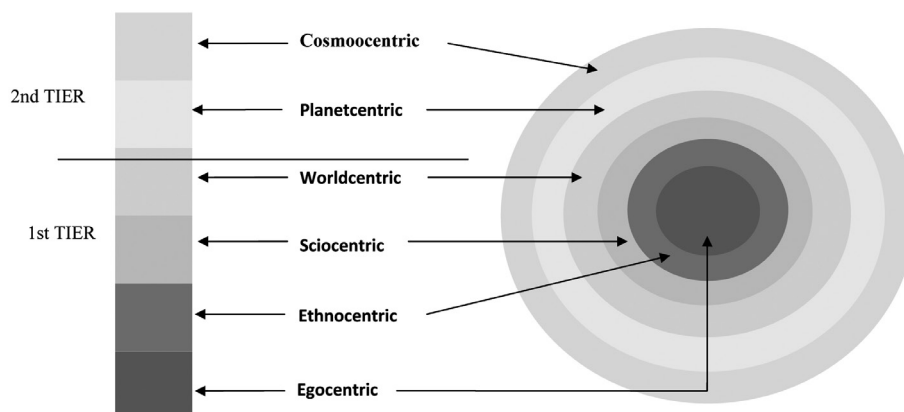 Cosmoocentric
2nd TIER
Planetcentric
Worldcentric
1st TIER
Sciocentric
Ethnocentric
Egocentric